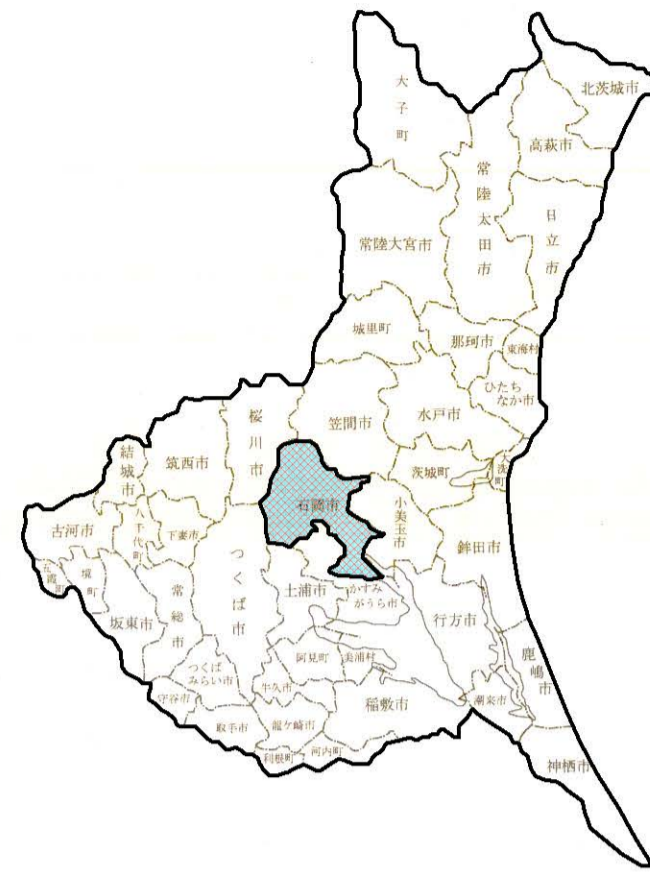 北茨城市
大子町
高萩市
常陸太田市
日立市
常陸大宮市
城里町
那珂市
東海村
ひたち
なか市
桜川市
笠間市
水戸市
結城市
筑西市
茨城町
大洗町
石岡市
小美玉市
古河市
八千代町
下妻市
鉾田市
つくば市
五霞町
境町
常総市
土浦市
かすみ
がうら市
坂東市
行方市
阿見町
美浦村
鹿嶋市
つくば
みらい市
牛久市
守谷市
稲敷市
潮来市
取手市
龍ケ崎市
利根町
河内町
神栖市